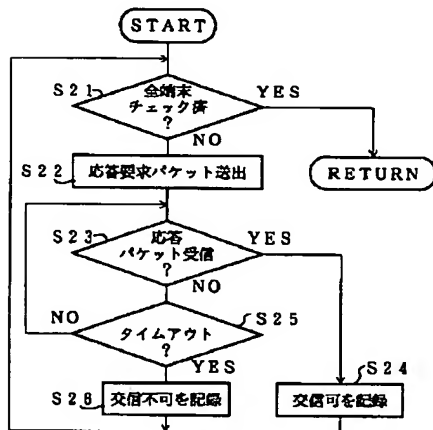 START
S21
全端末
チェック済
?
YES
NO
S22
応答要求パケット送出
RETURN
S23
応答
パケット受信
?
YES
NO
NO
タイムアウト
?
S25
YES
S24
S26
交信不可を記録
交信可を記録